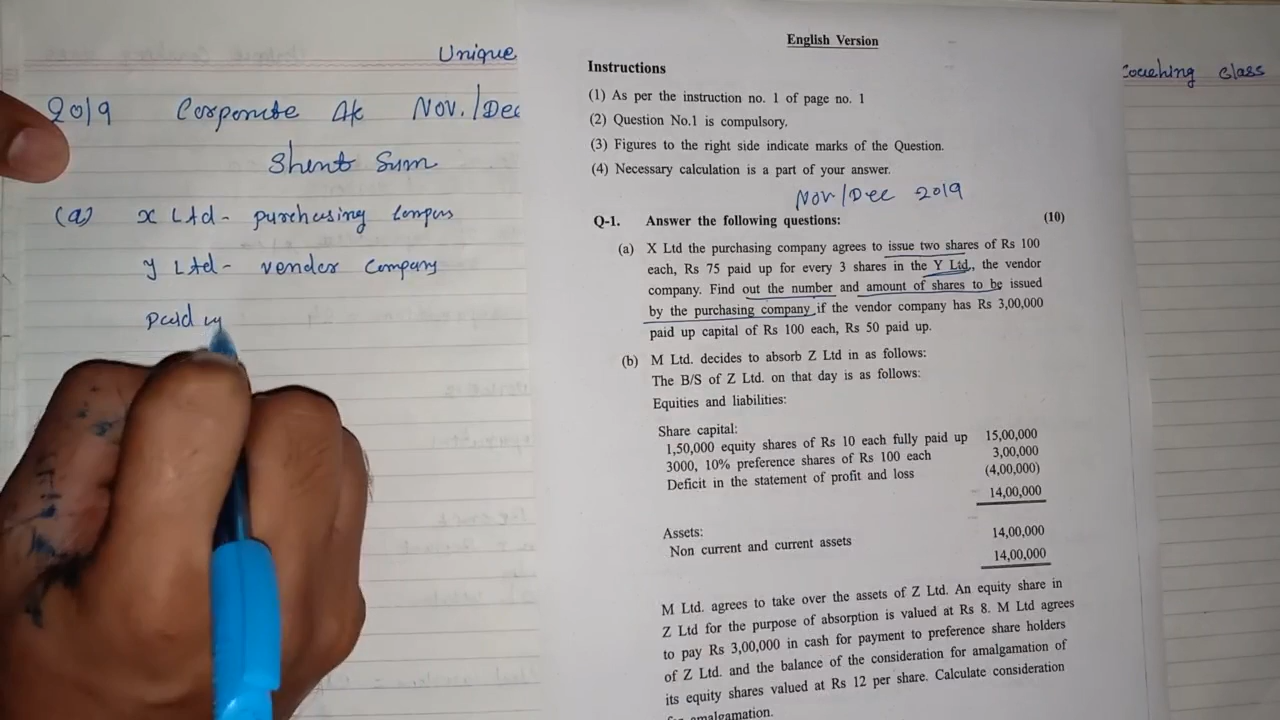 Unique
2019 Corporate A/c Nov./Dec
Short Sum
(a) X Ltd - purchasing
Y Ltd - vender Company
paid u
Coaching Class
English Version
Instructions
(1) As per the instruction no. 1 of page no. 1
(2) Question No.1 is compulsory.
(3) Figures to the right side indicate marks of the Question.
(4) Necessary calculation is a part of your answer.
Nov/Dec 2019
Q-1. Answer the following questions: (10)
(a) X Ltd the purchasing company agrees to issue two shares of Rs 100
each, Rs 75 paid up for every 3 shares in the Y Ltd., the vendor
company. Find out the number and amount of shares to be issued
by the purchasing company if the vendor company has Rs 3,00,000
paid up capital of Rs 100 each, Rs 50 paid up.
(b) M Ltd. decides to absorb Z Ltd in as follows:
The B/S of Z Ltd. on that day is as follows:
Equities and liabilities:
Share capital:
1,50,000 equity shares of Rs 10 each fully paid up 15,00,000
3000, 10% preference shares of Rs 100 each 3,00,000
Deficit in the statement of profit and loss (4,00,000)
14,00,000
Assets:
Non current and current assets 14,00,000
14,00,000
M Ltd. agrees to take over the assets of Z Ltd. An equity share in
Z Ltd for the purpose of absorption is valued at Rs 8. M Ltd agrees
to pay Rs 3,00,000 in cash for payment to preference share holders
of Z Ltd. and the balance of the consideration for amalgamation of
its equity shares valued at Rs 12 per share. Calculate consideration
amalgamation.